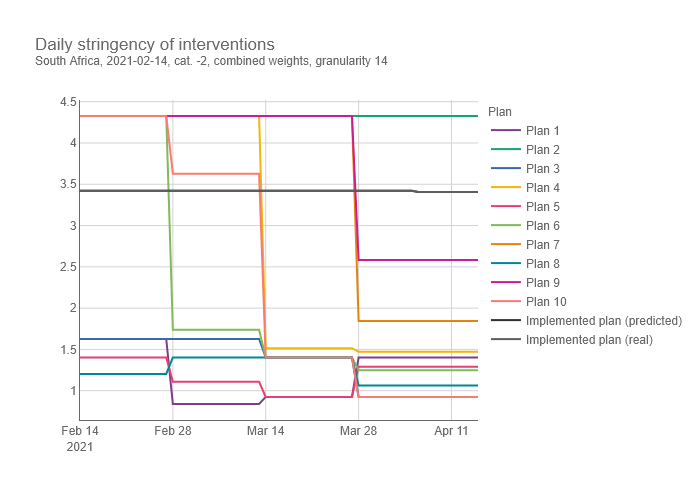 Daily stringency of interventions
South Africa, 2021-02-14, cat. -2, combined weights, granularity 14
4.5
4
3.5
3
2.5
2
1.5
1
Feb 14
2021
Feb 28
Mar 14
Mar 28
Apr 11
Plan
Plan 1
Plan 2
Plan 3
Plan 4
Plan 5
Plan 6
Plan 7
Plan 8
Plan 9
Plan 10
Implemented plan (predicted)
Implemented plan (real)